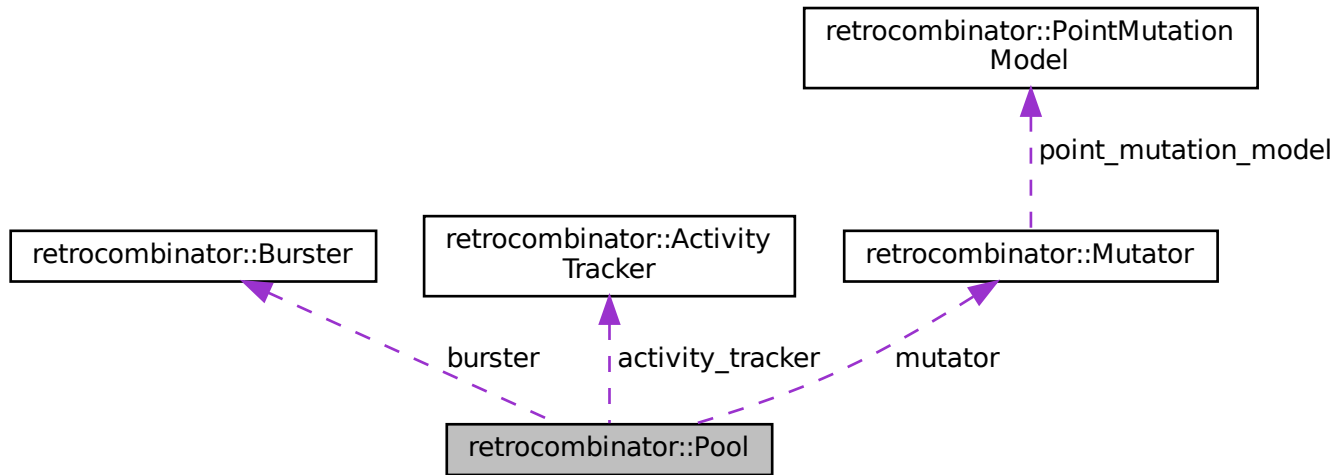 retrocombinator::PointMutation
Model
point_mutation_model
retrocombinator::Burster
retrocombinator::Activity
Tracker
retrocombinator::Mutator
burster
activity_tracker
mutator
retrocombinator::Pool